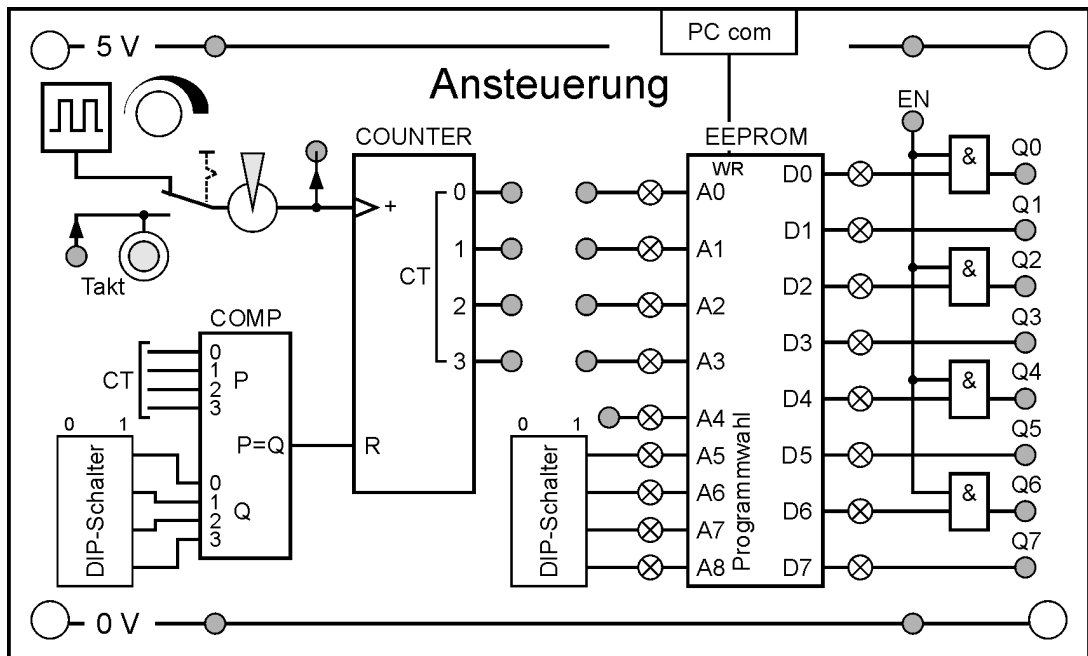 5 V
PC com
Ansteuerung
EN
COUNTER
EEPROM
WR
+
CT
0
1
2
3
A0
A1
A2
A3
A4
A5
A6
A7
A8
Programmwahl
D0
D1
D2
D3
D4
D5
D6
D7
&
&
&
&
Q0
Q1
Q2
Q3
Q4
Q5
Q6
Q7
Takt
COMP
CT
0
1
2
3
P
P=Q
R
0 1
DIP-Schalter
0
1
2
3
Q
0 1
DIP-Schalter
0 V